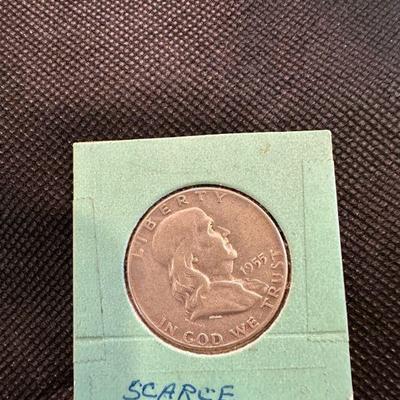 LIBERTY
1955
IN GOD WE TRUST
SCARCE